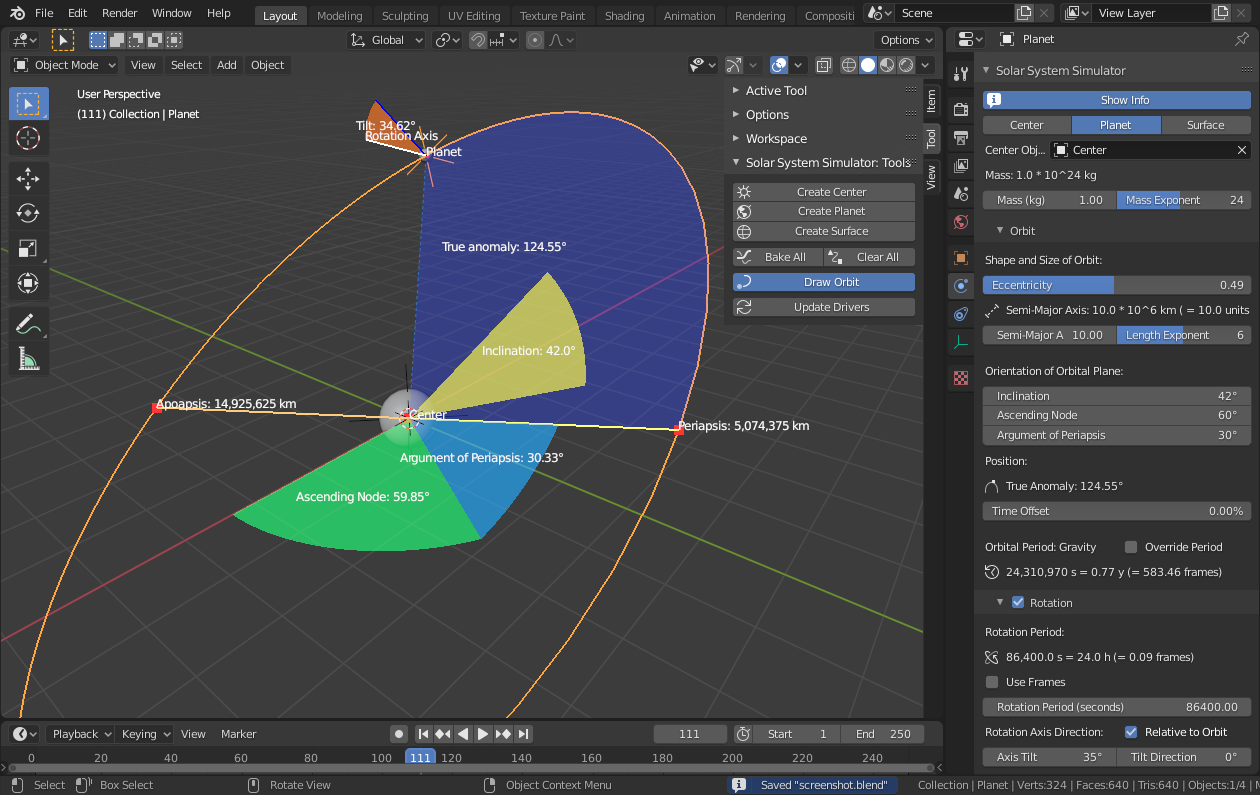 File Edit Render Window Help Layout Modeling Sculpting UV Editing Texture Paint Shading Animation Rendering Compositi Scene View Layer
Global Options Planet
Object Mode View Select Add Object
User Perspective
(111) Collection | Planet
Tilt: 34.62°
Rotation Axis
Planet
True anomaly: 124.55°
Inclination: 42.0°
Apoapsis: 14,925,625 km
Center
Periapsis: 5,074,375 km
Argument of Periapsis: 30.33°
Ascending Node: 59.85°
Active Tool
Options
Workspace
Solar System Simulator: Tools
Create Center
Create Planet
Create Surface
Bake All Clear All
Draw Orbit
Update Drivers
Item
Tool
View
Solar System Simulator
Show Info
Center Planet Surface
Center Obj... Center
Mass: 1.0 * 10^24 kg
Mass (kg) 1.00 Mass Exponent 24
Orbit
Shape and Size of Orbit:
Eccentricity 0.49
Semi-Major Axis: 10.0 * 10^6 km ( = 10.0 units
Semi-Major A 10.00 Length Exponent 6
Orientation of Orbital Plane:
Inclination 42°
Ascending Node 60°
Argument of Periapsis 30°
Position:
True Anomaly: 124.55°
Time Offset 0.00%
Orbital Period: Gravity Override Period
24,310,970 s = 0.77 y (= 583.46 frames)
Rotation
Rotation Period:
86,400.0 s = 24.0 h (= 0.09 frames)
Use Frames
Rotation Period (seconds) 86400.00
Rotation Axis Direction: Relative to Orbit
Axis Tilt 35° Tilt Direction 0°
Playback Keying View Marker 111 Start 1 End 250
0 20 40 60 80 100 111 120 140 160 180 200 220 240
Select Box Select Rotate View Object Context Menu Saved "screenshot.blend" Collection | Planet | Verts:324 | Faces:640 | Tris:640 | Objects:1/4 |